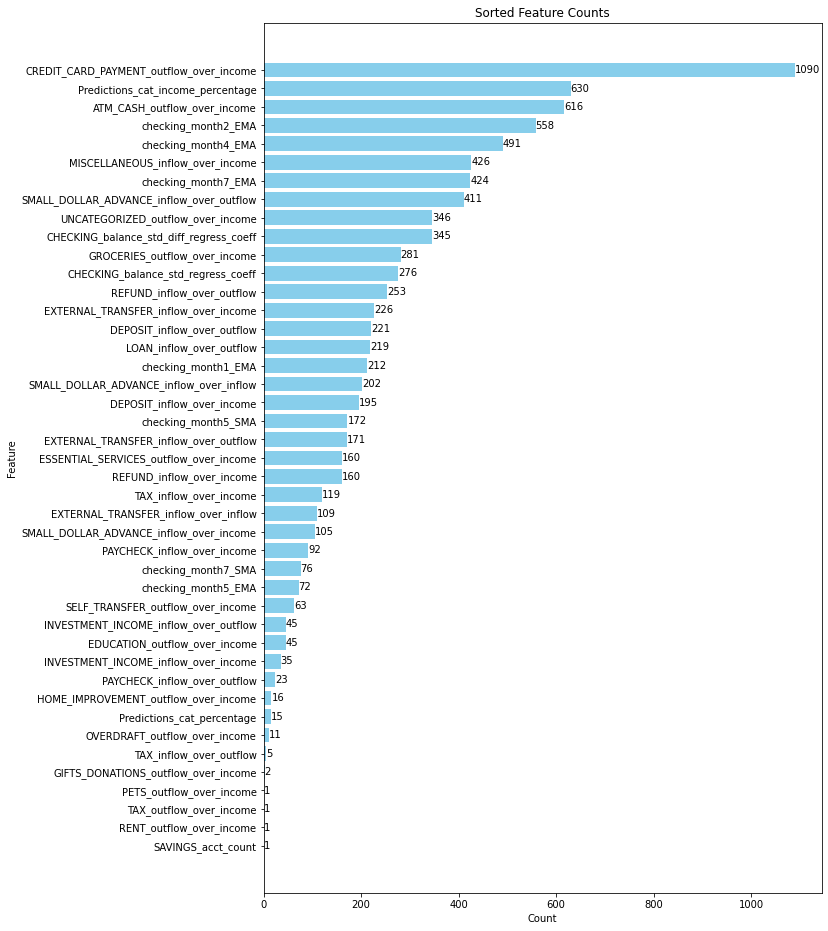 Sorted Feature Counts
CREDIT_CARD_PAYMENT_outflow_over_income 1090
Predictions_cat_income_percentage 630
ATM_CASH_outflow_over_income 616
checking_month2_EMA 558
checking_month4_EMA 491
MISCELLANEOUS_inflow_over_income 426
checking_month7_EMA 424
SMALL_DOLLAR_ADVANCE_inflow_over_outflow 411
UNCATEGORIZED_outflow_over_income 346
CHECKING_balance_std_diff_regress_coeff 345
GROCERIES_outflow_over_income 281
CHECKING_balance_std_regress_coeff 276
REFUND_inflow_over_outflow 253
EXTERNAL_TRANSFER_inflow_over_income 226
DEPOSIT_inflow_over_outflow 221
LOAN_inflow_over_outflow 219
checking_month1_EMA 212
SMALL_DOLLAR_ADVANCE_inflow_over_inflow 202
DEPOSIT_inflow_over_income 195
checking_month5_SMA 172
EXTERNAL_TRANSFER_inflow_over_outflow 171
ESSENTIAL_SERVICES_outflow_over_income 160
REFUND_inflow_over_income 160
TAX_inflow_over_income 119
EXTERNAL_TRANSFER_inflow_over_inflow 109
SMALL_DOLLAR_ADVANCE_inflow_over_income 105
PAYCHECK_inflow_over_income 92
checking_month7_SMA 76
checking_month5_EMA 72
SELF_TRANSFER_outflow_over_income 63
INVESTMENT_INCOME_inflow_over_outflow 45
EDUCATION_outflow_over_income 45
INVESTMENT_INCOME_inflow_over_income 35
PAYCHECK_inflow_over_outflow 23
HOME_IMPROVEMENT_outflow_over_income 16
Predictions_cat_percentage 15
OVERDRAFT_outflow_over_income 11
TAX_inflow_over_outflow 5
GIFTS_DONATIONS_outflow_over_income 2
PETS_outflow_over_income 1
TAX_outflow_over_income 1
RENT_outflow_over_income 1
SAVINGS_acct_count 1
Feature
0 200 400 600 800 1000
Count